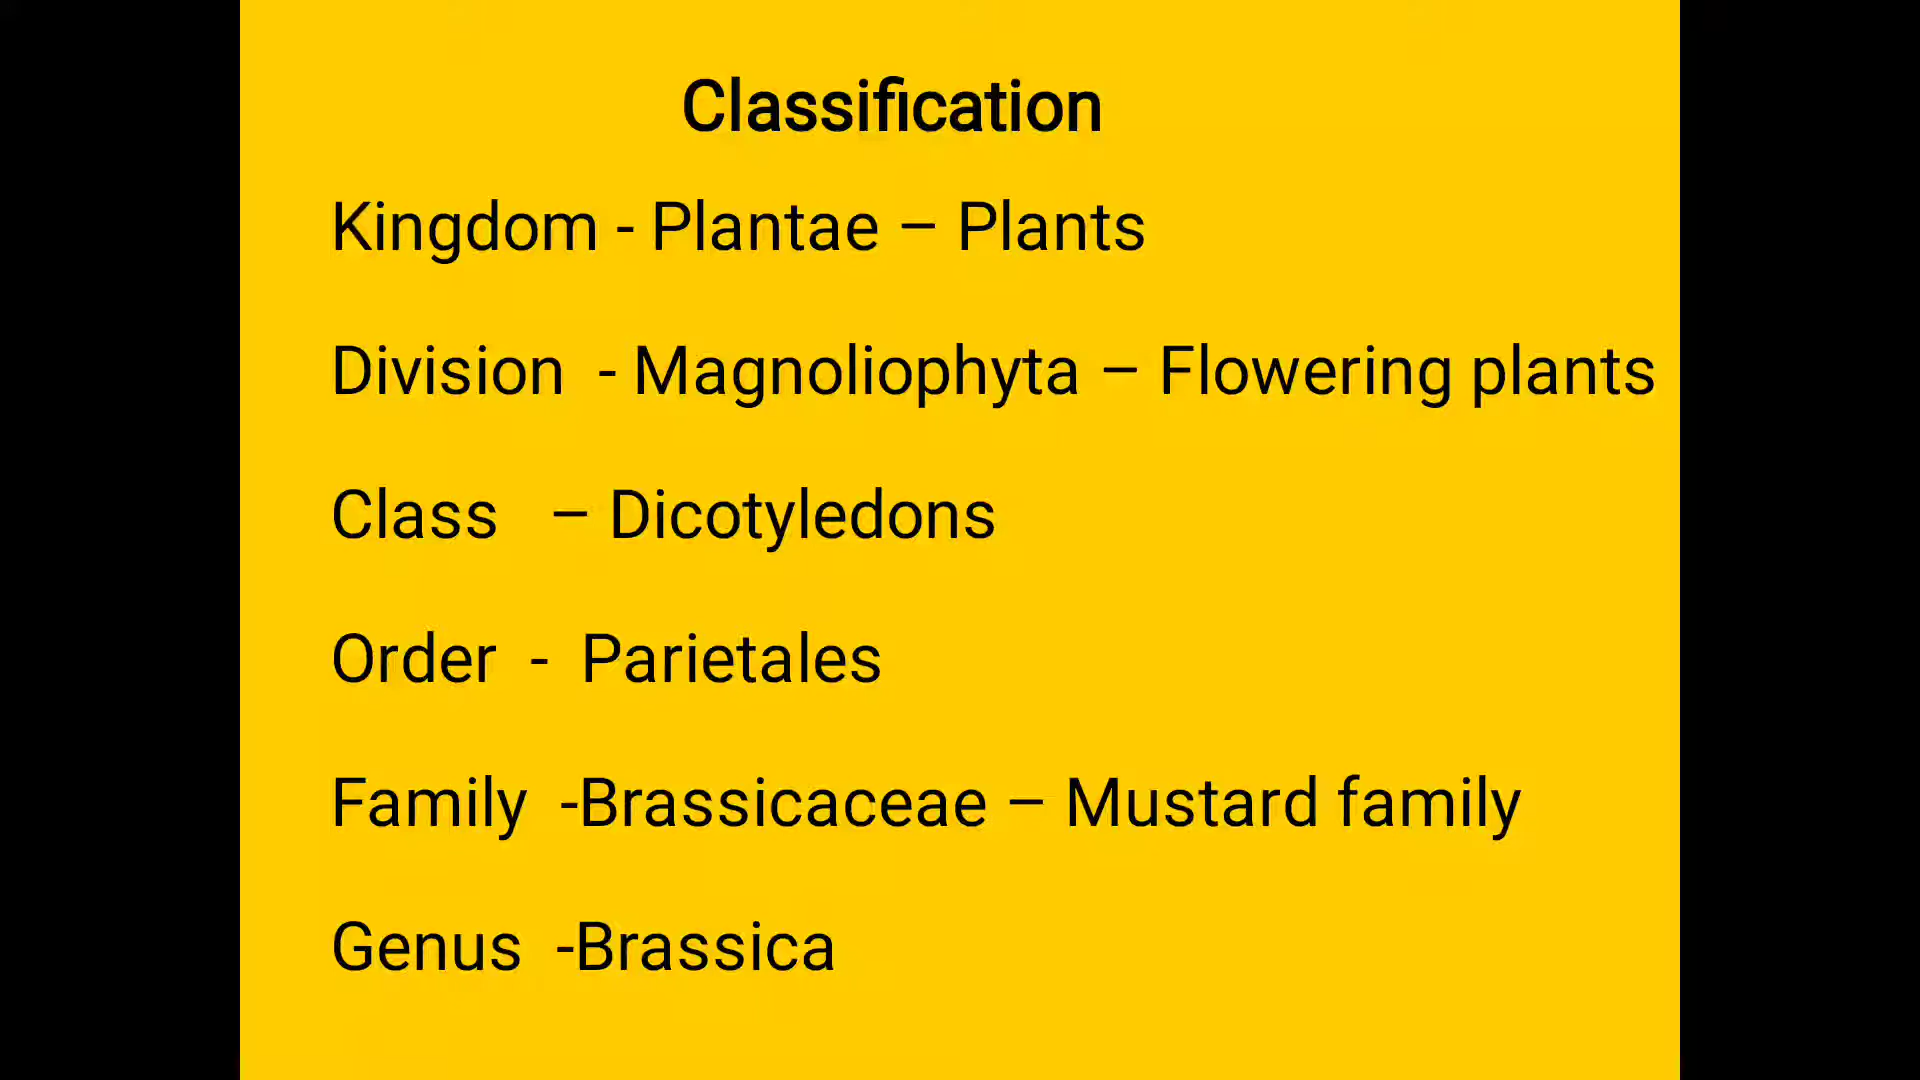 Classification
Kingdom - Plantae – Plants
Division - Magnoliophyta – Flowering plants
Class – Dicotyledons
Order - Parietales
Family -Brassicaceae – Mustard family
Genus -Brassica